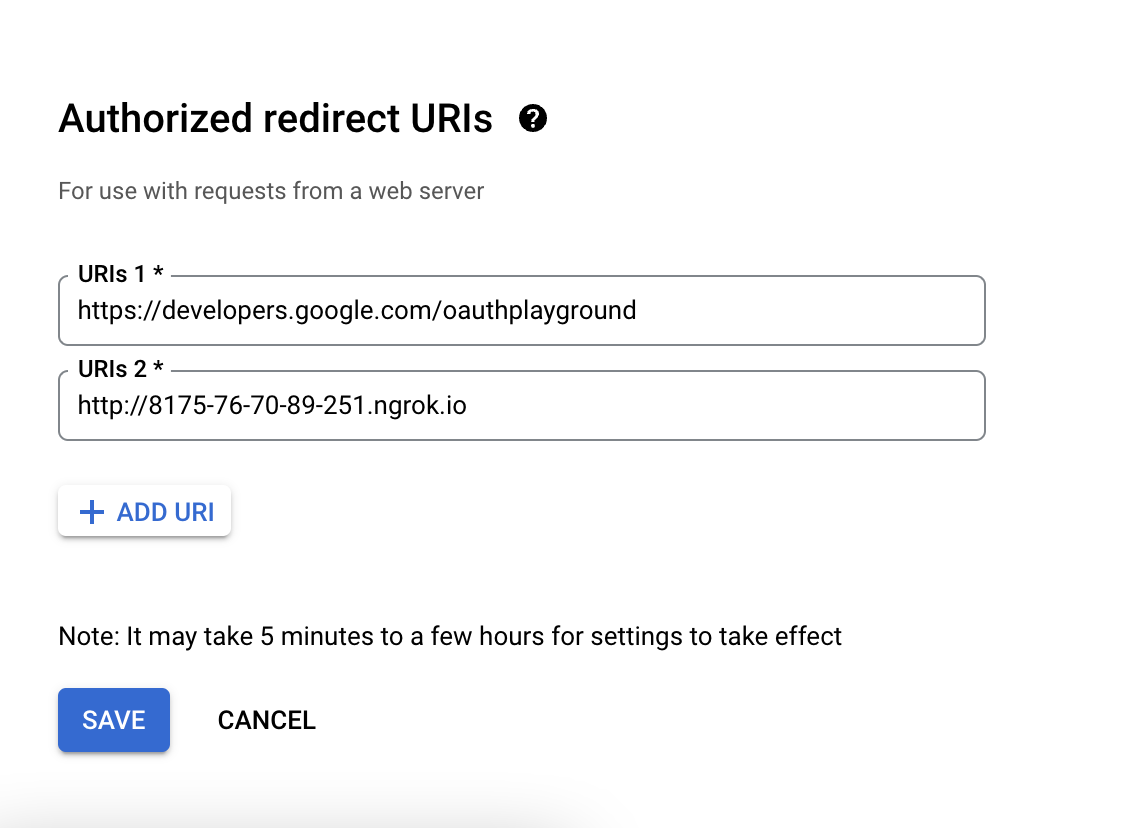 Authorized redirect URIs ?
For use with requests from a web server
URIs 1 *
https://developers.google.com/oauthplayground
URIs 2 *
http://8175-76-70-89-251.ngrok.io
+ ADD URI
Note: It may take 5 minutes to a few hours for settings to take effect
SAVE CANCEL